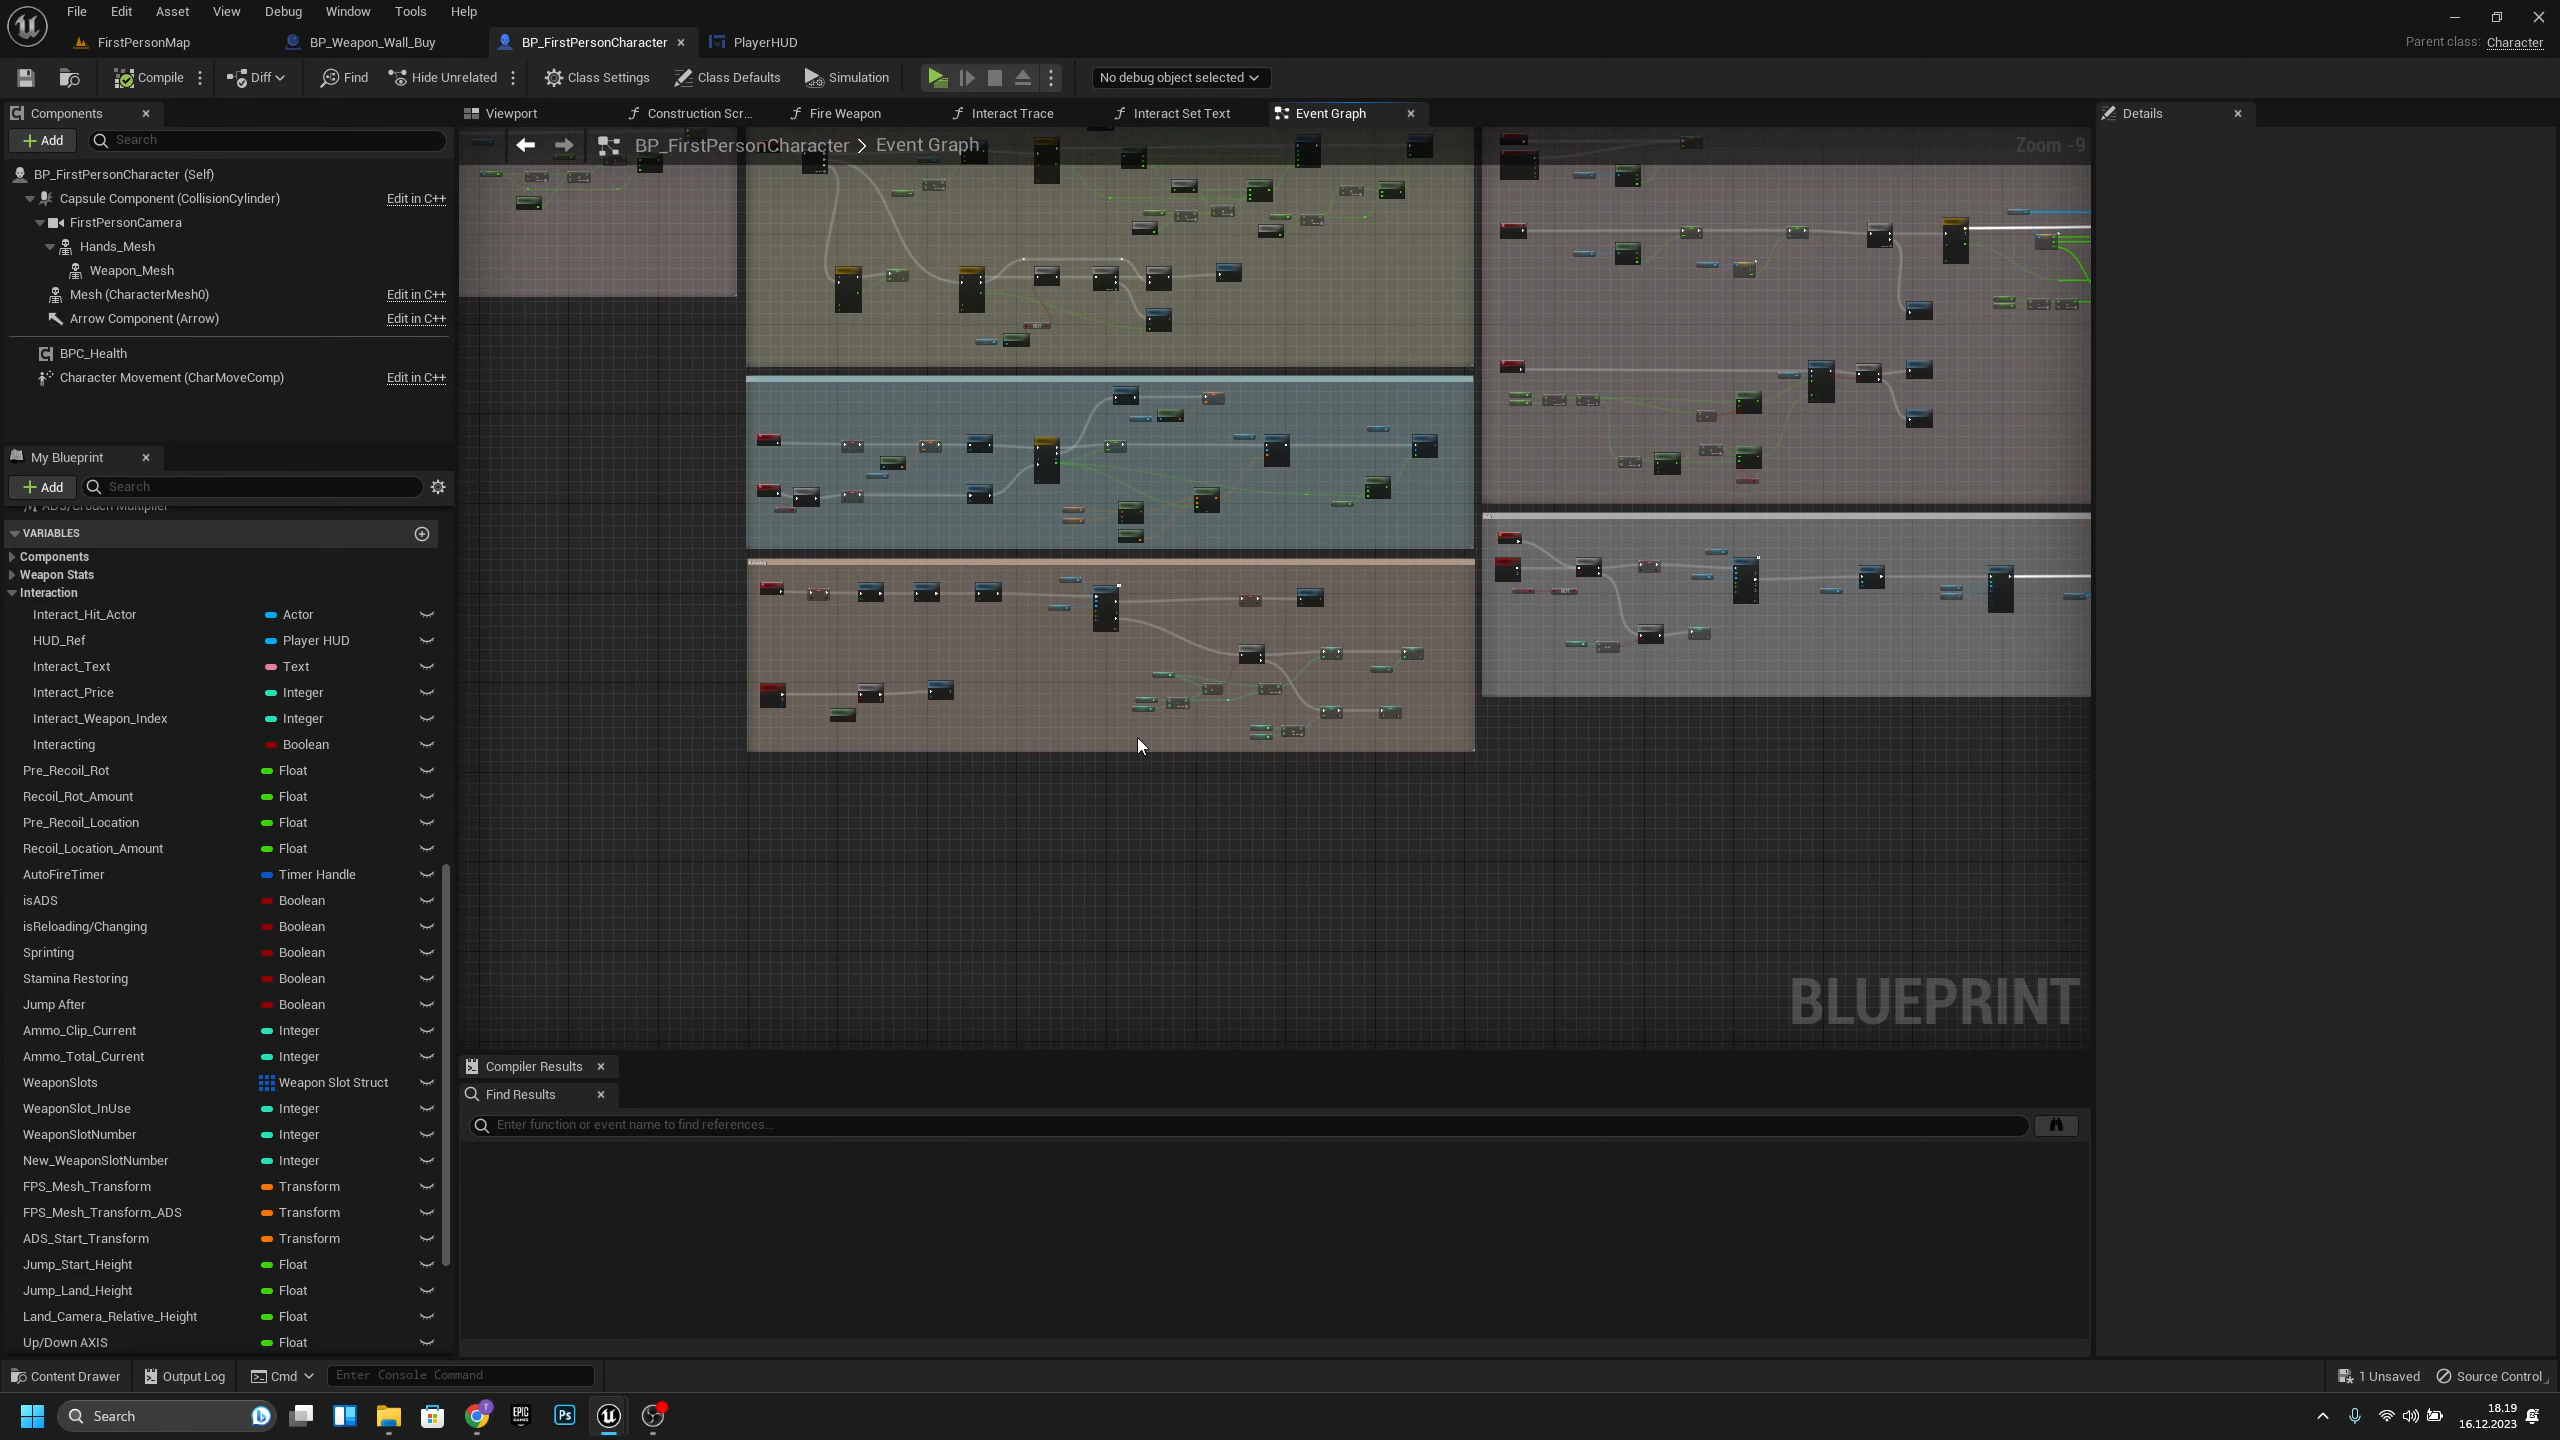 File Edit Asset View Debug Window Tools Help
FirstPersonMap BP_Weapon_Wall_Buy BP_FirstPersonCharacter PlayerHUD
Parent class: Character
Compile Diff Find Hide Unrelated Class Settings Class Defaults Simulation No debug object selected
Components
Add Search
BP_FirstPersonCharacter (Self)
Capsule Component (CollisionCylinder) Edit in C++
FirstPersonCamera
Hands_Mesh
Weapon_Mesh
Mesh (CharacterMesh0) Edit in C++
Arrow Component (Arrow) Edit in C++
BPC_Health
Character Movement (CharMoveComp) Edit in C++
My Blueprint
Add Search
ADS/Crouch Multiplier
VARIABLES
Components
Weapon Stats
Interaction
Interact_Hit_Actor Actor
HUD_Ref Player HUD
Interact_Text Text
Interact_Price Integer
Interact_Weapon_Index Integer
Interacting Boolean
Pre_Recoil_Rot Float
Recoil_Rot_Amount Float
Pre_Recoil_Location Float
Recoil_Location_Amount Float
AutoFireTimer Timer Handle
isADS Boolean
isReloading/Changing Boolean
Sprinting Boolean
Stamina Restoring Boolean
Jump After Boolean
Ammo_Clip_Current Integer
Ammo_Total_Current Integer
WeaponSlots Weapon Slot Struct
WeaponSlot_InUse Integer
WeaponSlotNumber Integer
New_WeaponSlotNumber Integer
FPS_Mesh_Transform Transform
FPS_Mesh_Transform_ADS Transform
ADS_Start_Transform Transform
Jump_Start_Height Float
Jump_Land_Height Float
Land_Camera_Relative_Height Float
Up/Down AXIS Float
Viewport Construction Scr... Fire Weapon Interact Trace Interact Set Text Event Graph
BP_FirstPersonCharacter > Event Graph
Zoom -9
NOT
NOT
BLUEPRINT
Compiler Results
Find Results
Enter function or event name to find references...
Details
Content Drawer Output Log Cmd Enter Console Command
1 Unsaved Source Control
Search
EPIC GAMES
Ps
18.19
16.12.2023